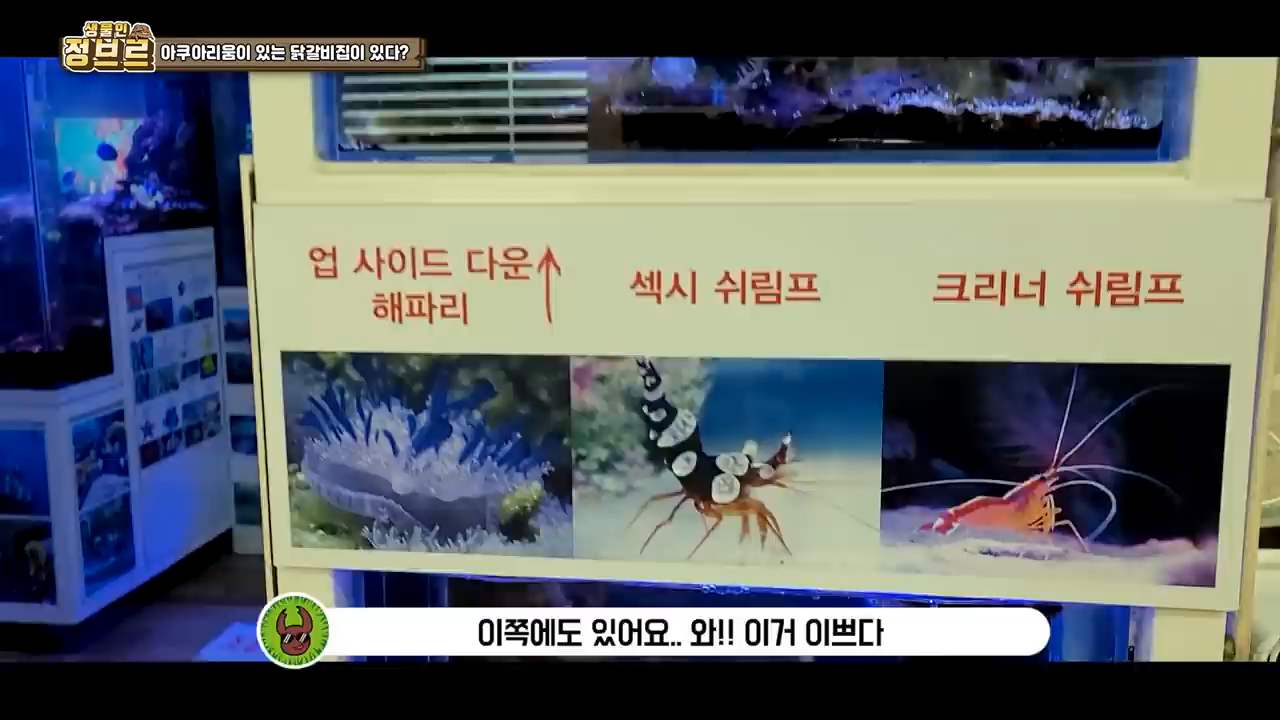 생물인
정브르
아쿠아리움이 있는 닭갈비집이 있다?
업 사이드 다운↑
해파리
섹시 쉬림프
크리너 쉬림프
이쪽에도 있어요.. 와!! 이거 이쁘다